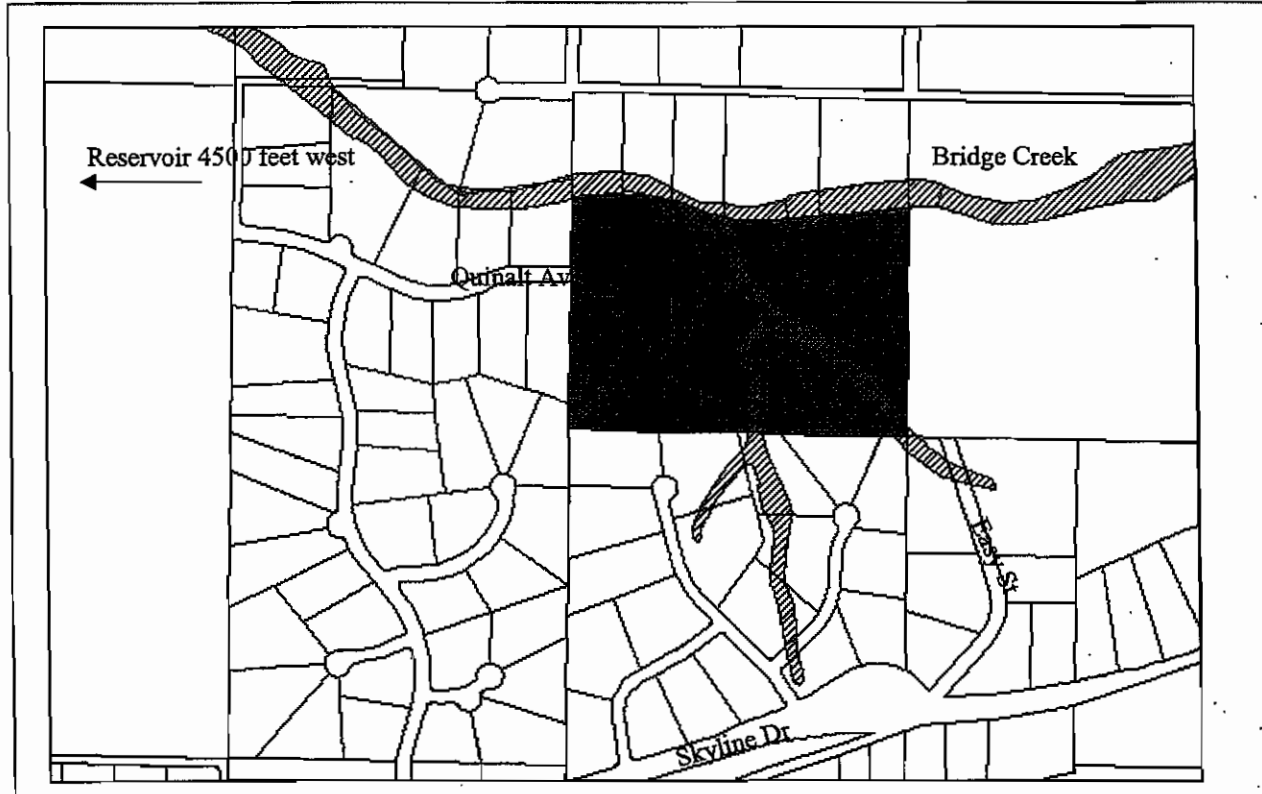 Reservoir 4500 feet west
Bridge Creek
Quinalt Av
Easy St
Skyline Dr